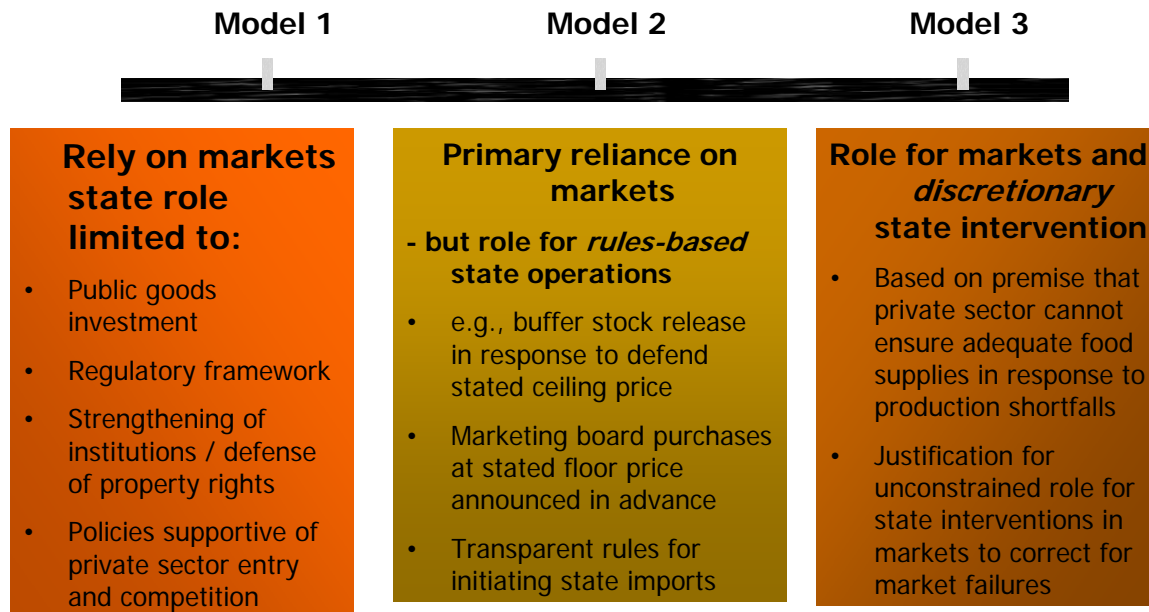 Model 1
Model 2
Model 3
Rely on markets
state role
limited to:
• Public goods
investment
• Regulatory framework
• Strengthening of
institutions / defense
of property rights
• Policies supportive of
private sector entry
and competition
Primary reliance on
markets
- but role for rules-based
state operations
• e.g., buffer stock release
in response to defend
stated ceiling price
• Marketing board purchases
at stated floor price
announced in advance
• Transparent rules for
initiating state imports
Role for markets and
discretionary
state intervention
• Based on premise that
private sector cannot
ensure adequate food
supplies in response to
production shortfalls
• Justification for
unconstrained role for
state interventions in
markets to correct for
market failures